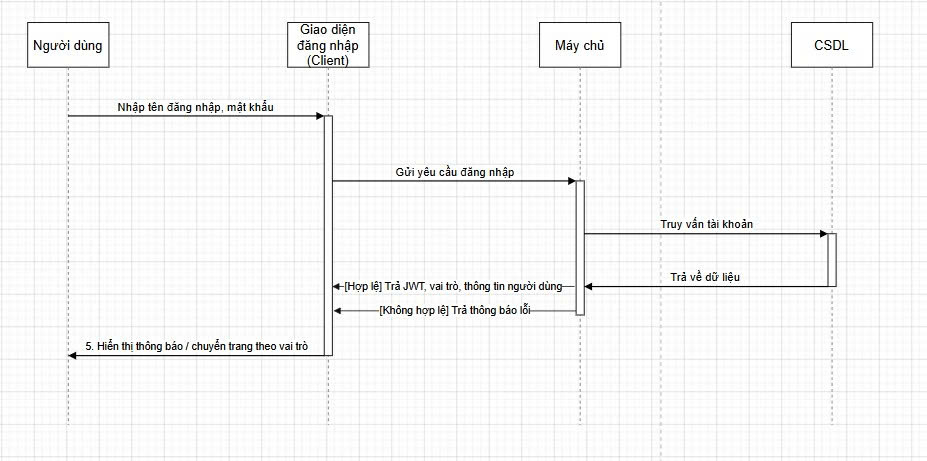 Người dùng
Giao diện
đăng nhập
(Client)
Máy chủ
CSDL
Nhập tên đăng nhập, mật khẩu
Gửi yêu cầu đăng nhập
Truy vấn tài khoản
Trả về dữ liệu
[Hợp lệ] Trả JWT, vai trò, thông tin người dùng
[Không hợp lệ] Trả thông báo lỗi
5. Hiển thị thông báo / chuyển trang theo vai trò